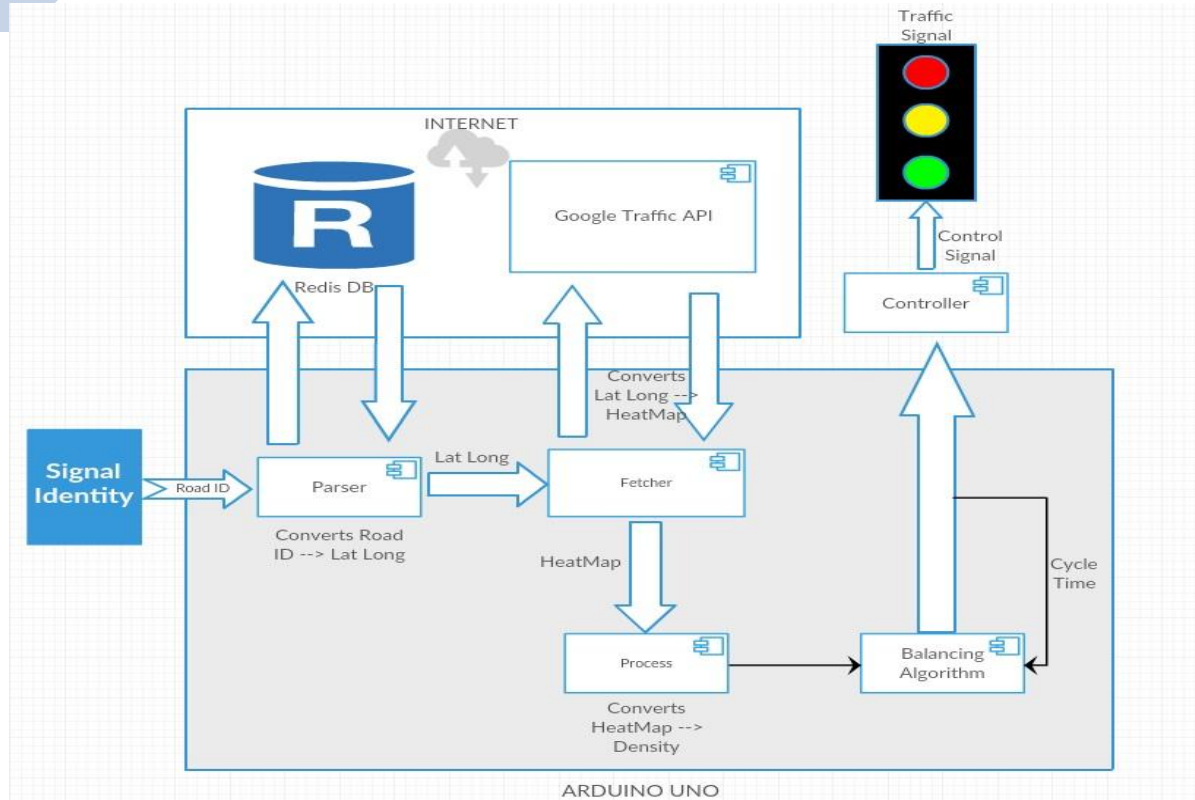 Traffic
Signal
INTERNET
R
Google Traffic API
Redis DB
Control
Signal
Controller
Converts
Lat Long -->
HeatMap
Signal
Identity
Road ID
Parser
Lat Long
Fetcher
Converts Road
ID --> Lat Long
HeatMap
Cycle
Time
Process
Balancing
Algorithm
Converts
HeatMap -->
Density
ARDUINO UNO